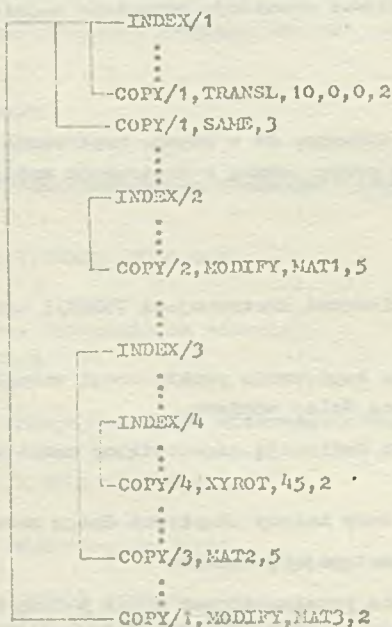 INDEX/1
COPY/1,TRANSL,10,0,0,2
COPY/1,SAME,3
INDEX/2
COPY/2,MODIFY,MAT1,5
INDEX/3
INDEX/4
COPY/4,XYROT,45,2
COPY/3,MAT2,5
COPY/1,MODIFY,MAT3,2